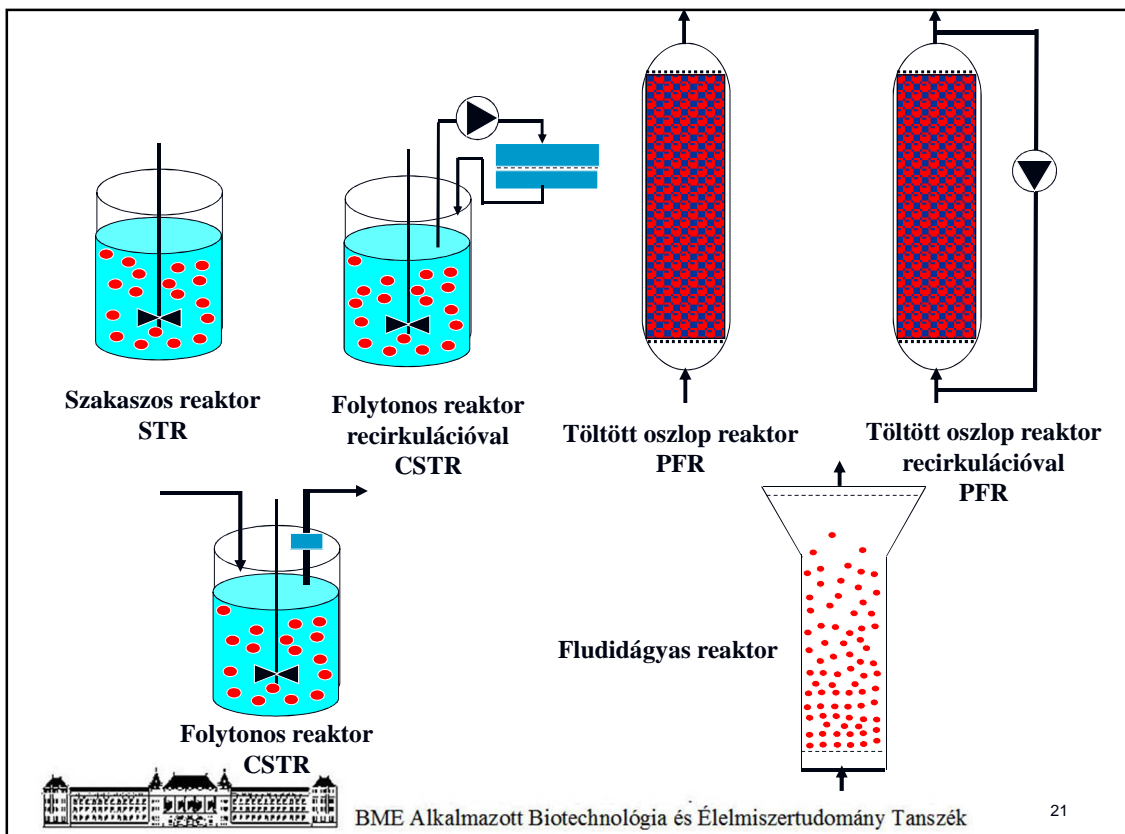 Szakaszos reaktor
STR
Folytonos reaktor
recirkulációval
CSTR
Töltött oszlop reaktor
PFR
Töltött oszlop reaktor
recirkulációval
PFR
Fludidágyas reaktor
Folytonos reaktor
CSTR
BME Alkalmazott Biotechnológia és Élelmiszertudomány Tanszék
21